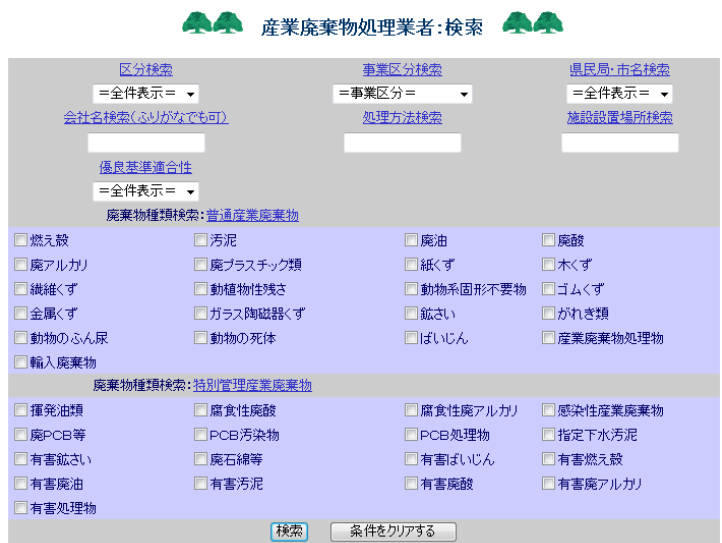 産業廃棄物処理業者:検索
区分検索 事業区分検索 県民局・市名検索
=全件表示= =事業区分= =全件表示=
会社名検索(ふりがなでも可) 処理方法検索 施設設置場所検索
優良基準適合性
=全件表示=
廃棄物種類検索:普通産業廃棄物
燃え殻 汚泥 廃油 廃酸
廃アルカリ 廃プラスチック類 紙くず 木くず
繊維くず 動植物性残さ 動物系固形不要物 ゴムくず
金属くず ガラス陶磁器くず 鉱さい がれき類
動物のふん尿 動物の死体 ばいじん 産業廃棄物処理物
輸入廃棄物
廃棄物種類検索:特別管理産業廃棄物
揮発油類 腐食性廃酸 腐食性廃アルカリ 感染性産業廃棄物
廃PCB等 PCB汚染物 PCB処理物 指定下水汚泥
有害鉱さい 廃石綿等 有害ばいじん 有害燃え殻
有害廃油 有害汚泥 有害廃酸 有害廃アルカリ
有害処理物
検索 条件をクリアする